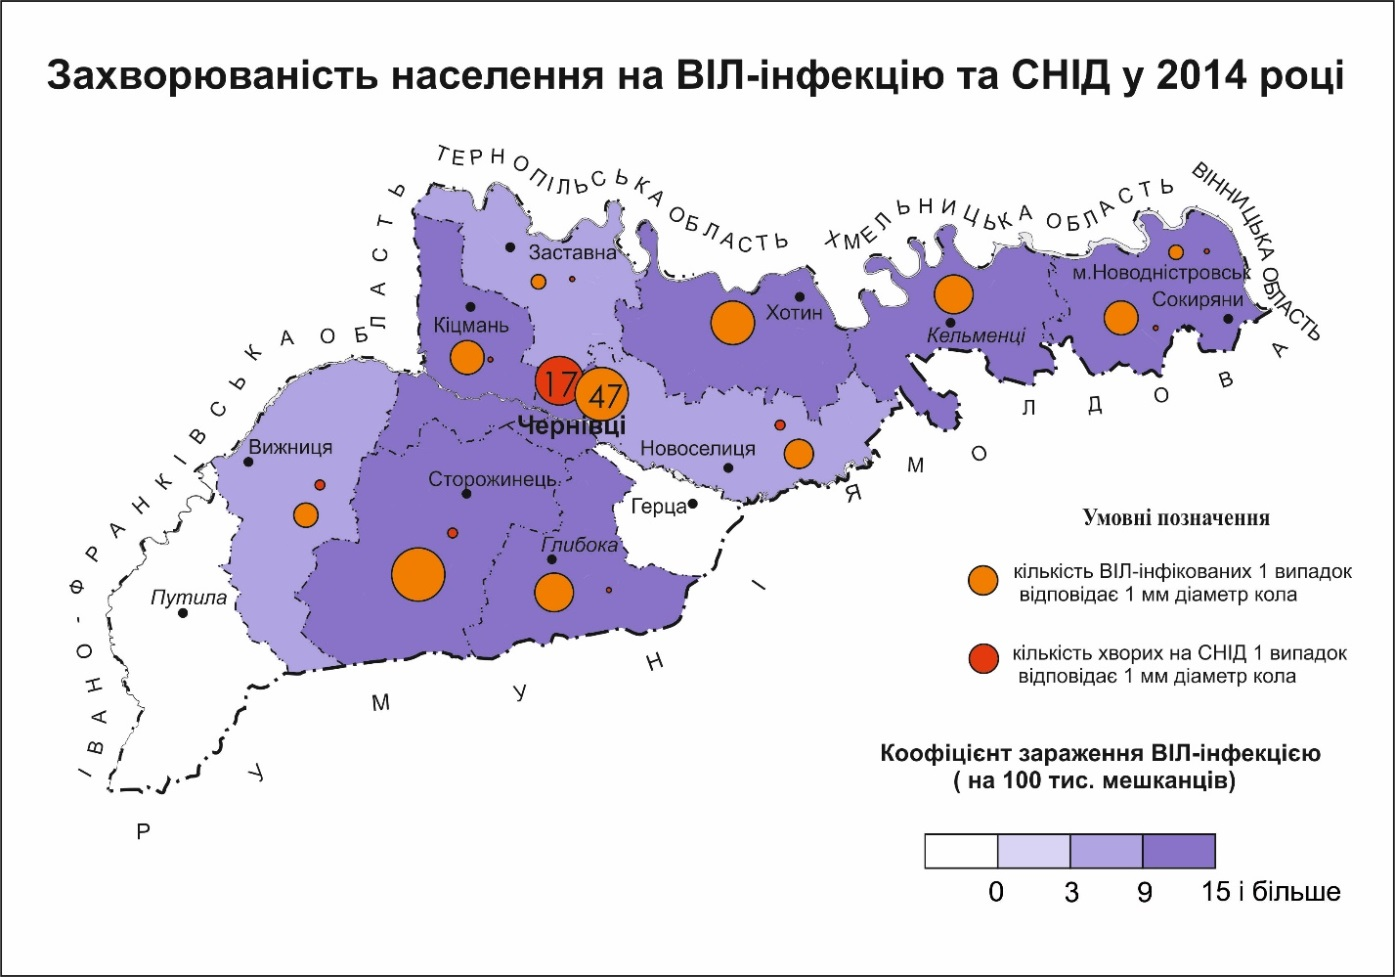 Захворюваність населення на ВІЛ-інфекцію та СНІД у 2014 році
ТЕРНОПІЛЬСЬКА ОБЛАСТЬ
ХМЕЛЬНИЦЬКА ОБЛАСТЬ
ВІННИЦЬКА ОБЛАСТЬ
ІВАНО-ФРАНКІВСЬКА ОБЛАСТЬ
Заставна
м.Новодністровськ
Сокиряни
Хотин
Кіцмань
Кельменці
17
47
Чернівці
Вижниця
Новоселиця
Сторожинець
Герца
Глибока
Путила
МОЛДОВА
РУМУНІЯ
Умовні позначення
кількість ВІЛ-інфікованих 1 випадок
відповідає 1 мм діаметр кола
кількість хворих на СНІД 1 випадок
відповідає 1 мм діаметр кола
Коофіцієнт зараження ВІЛ-інфекцією
( на 100 тис. мешканців)
0 3 9 15 і більше